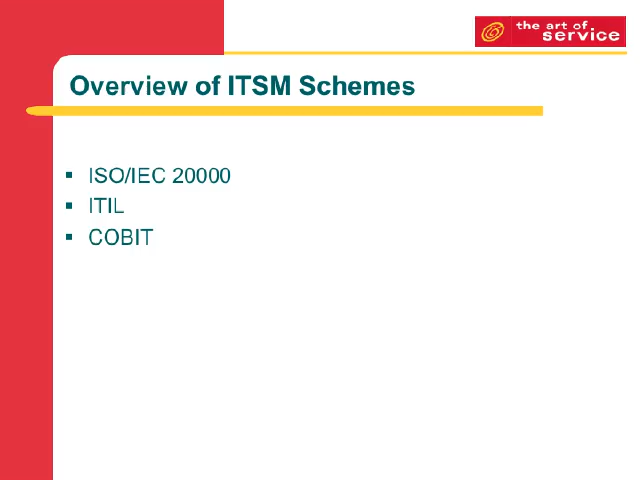 the art of
service
Overview of ITSM Schemes
ISO/IEC 20000
ITIL
COBIT